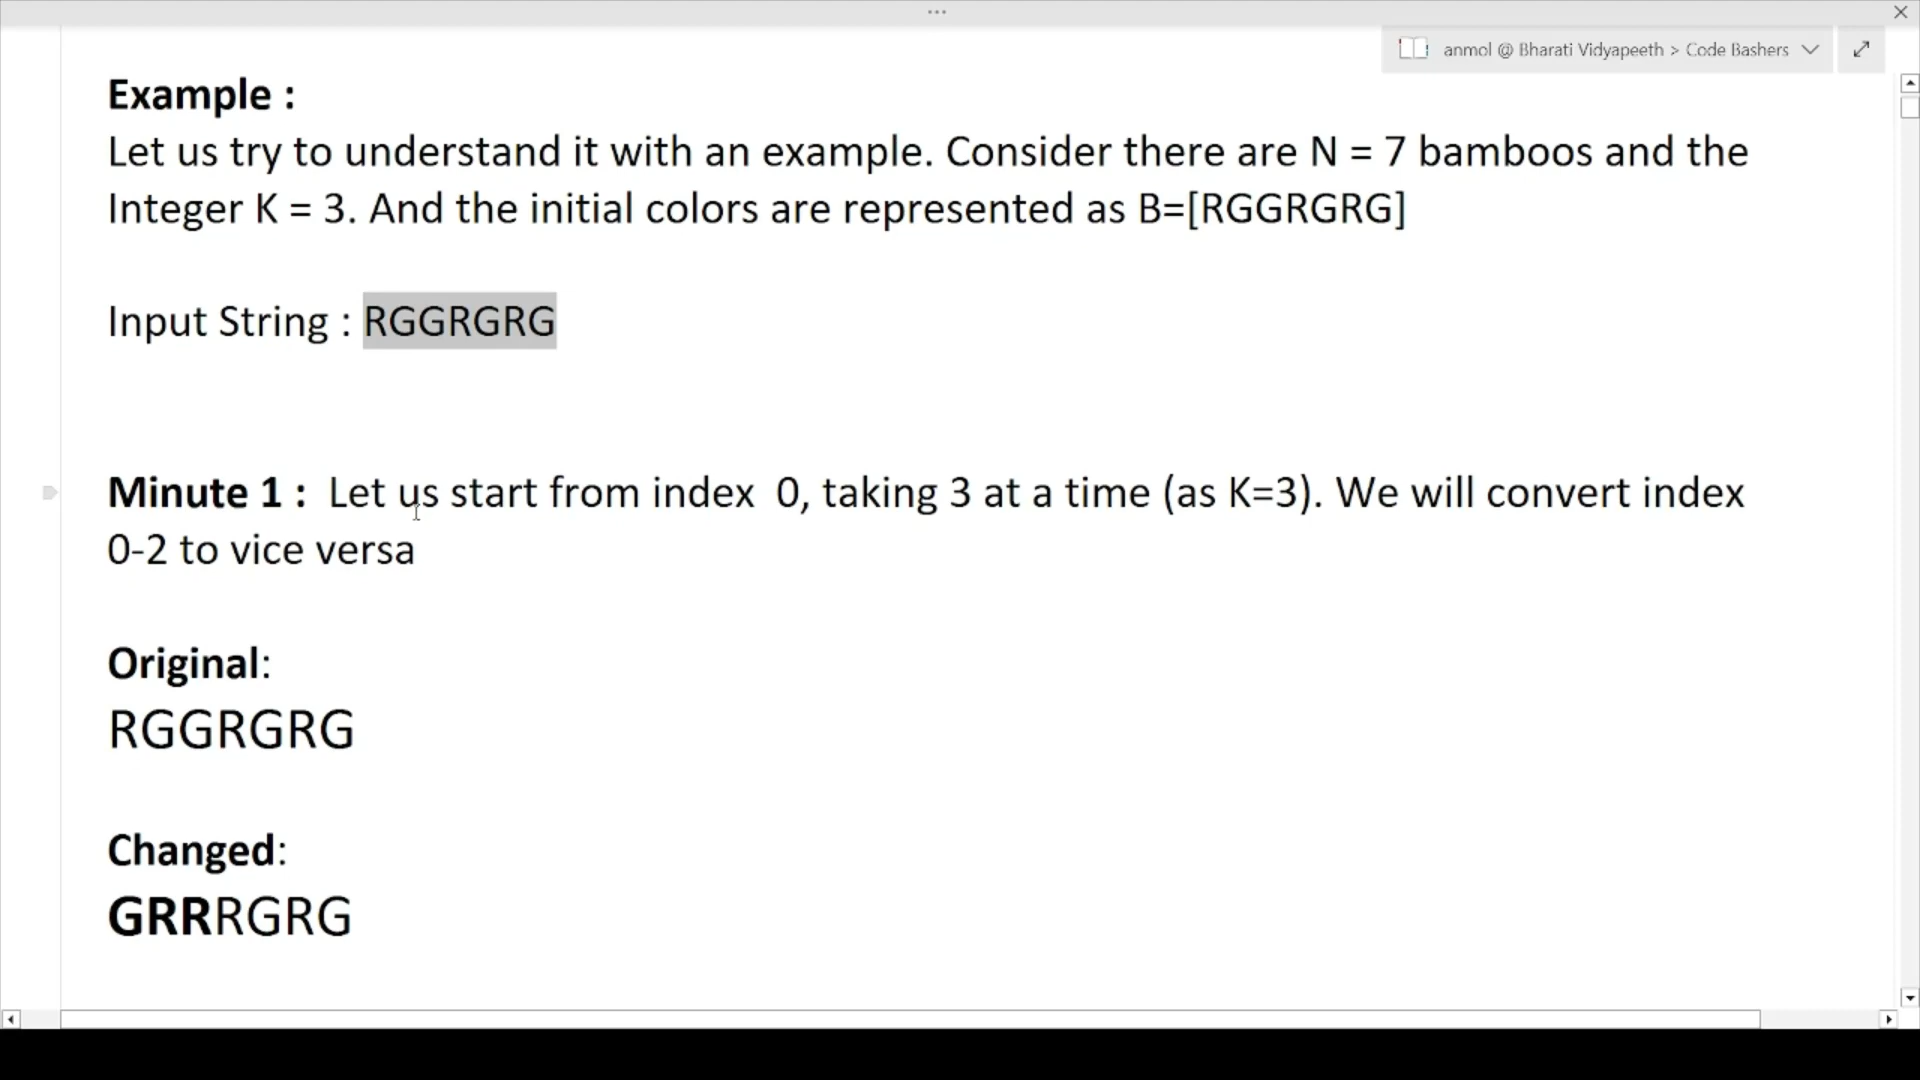 anmol @ Bharati Vidyapeeth > Code Bashers
Example :
Let us try to understand it with an example. Consider there are N = 7 bamboos and the
Integer K = 3. And the initial colors are represented as B=[RGGRGRG]
Input String : RGGRGRG
Minute 1 : Let us start from index 0, taking 3 at a time (as K=3). We will convert index
0-2 to vice versa
Original:
RGGRGRG
Changed:
GRRRGRG